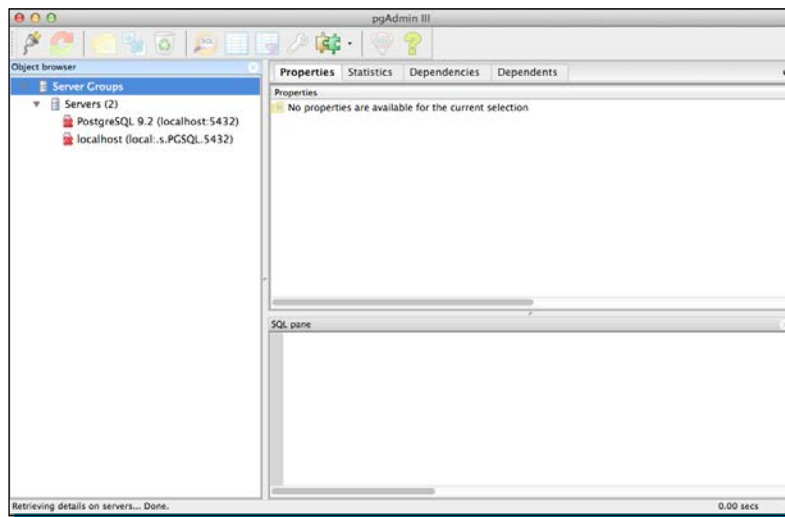 pgAdmin III
Object browser
Server Groups
Servers (2)
PostgreSQL 9.2 (localhost:5432)
localhost (local:.s.PGSQL.5432)
Properties Statistics Dependencies Dependents
Properties
No properties are available for the current selection
SQL pane
Retrieving details on servers... Done.
0.00 secs